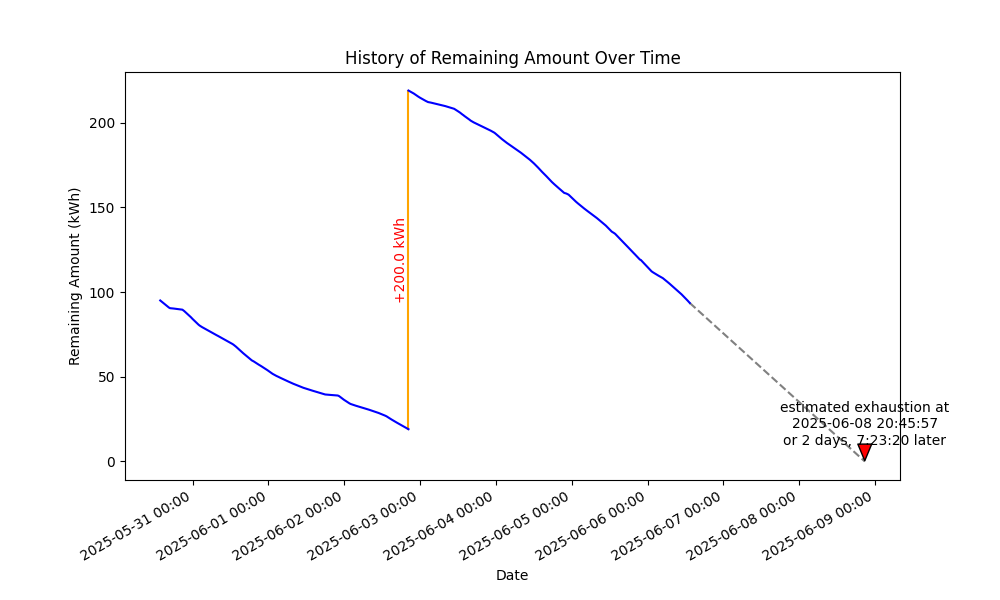 History of Remaining Amount Over Time
Remaining Amount (kWh)
200
150
100
50
0
+200.0 kWh
estimated exhaustion at
2025-06-08 20:45:57
or 2 days, 7:23:20 later
2025-05-31 00:00
2025-06-01 00:00
2025-06-02 00:00
2025-06-03 00:00
2025-06-04 00:00
2025-06-05 00:00
2025-06-06 00:00
2025-06-07 00:00
2025-06-08 00:00
2025-06-09 00:00
Date